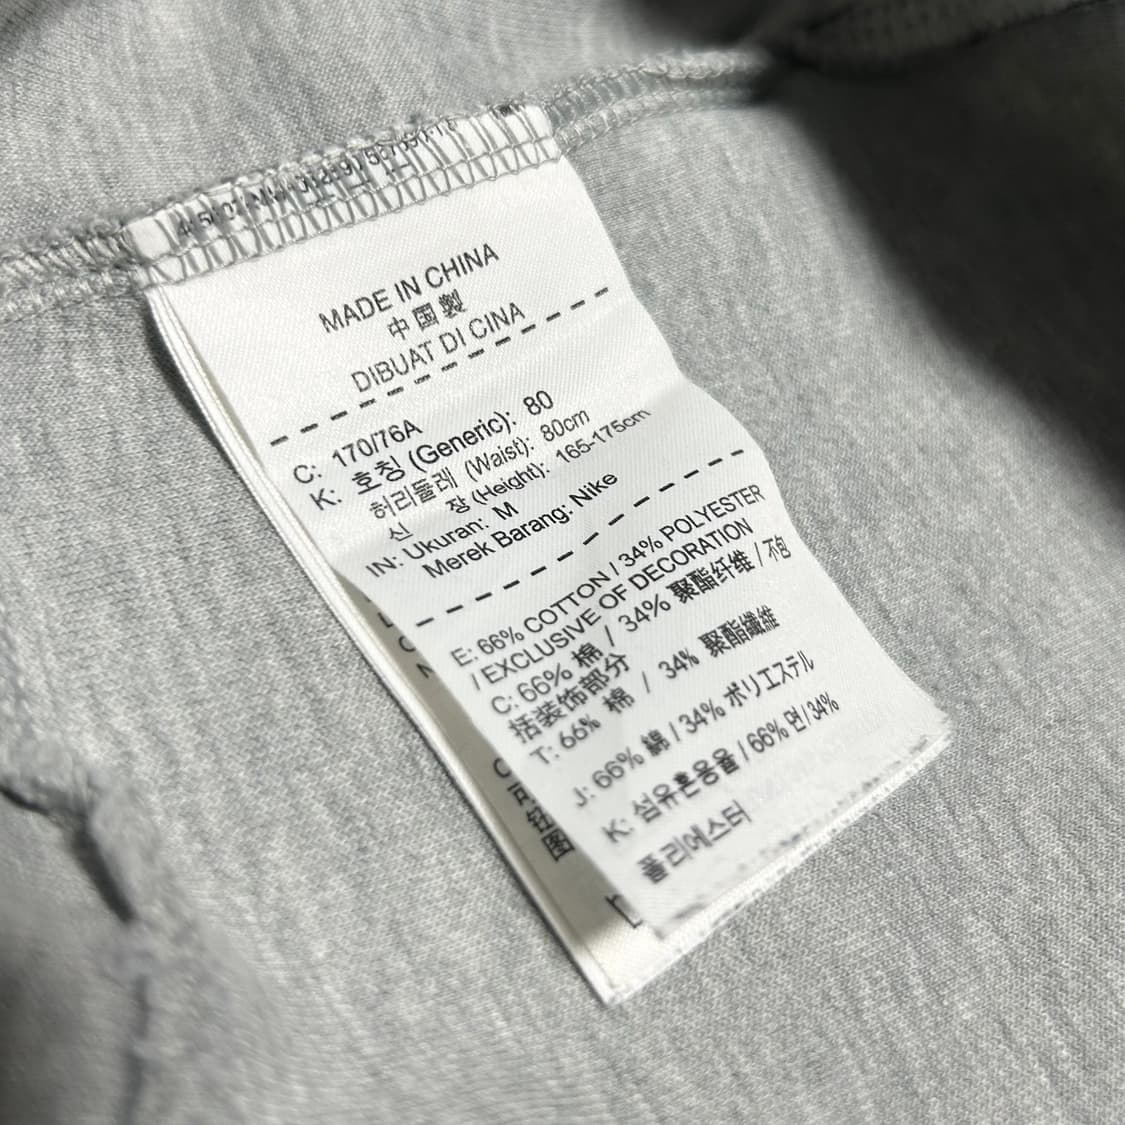 MADE IN CHINA
中国製
DIBUAT DI CINA
C: 170/76A
K: 호칭 (Generic): 80
허리둘레 (Waist): 80cm
신 장 (Height): 165-175cm
IN: Ukuran: M
Merek Barang: Nike
E: 66% COTTON / 34% POLYESTER
/ EXCLUSIVE OF DECORATION
C: 66% 棉 / 34% 聚酯纤维 / 不包
括装饰部分
T: 66% 棉 / 34% 聚酯纖維
J: 66% 綿 / 34% ポリエステル
K: 섬유혼용율 / 66% 면 / 34%
폴리에스터